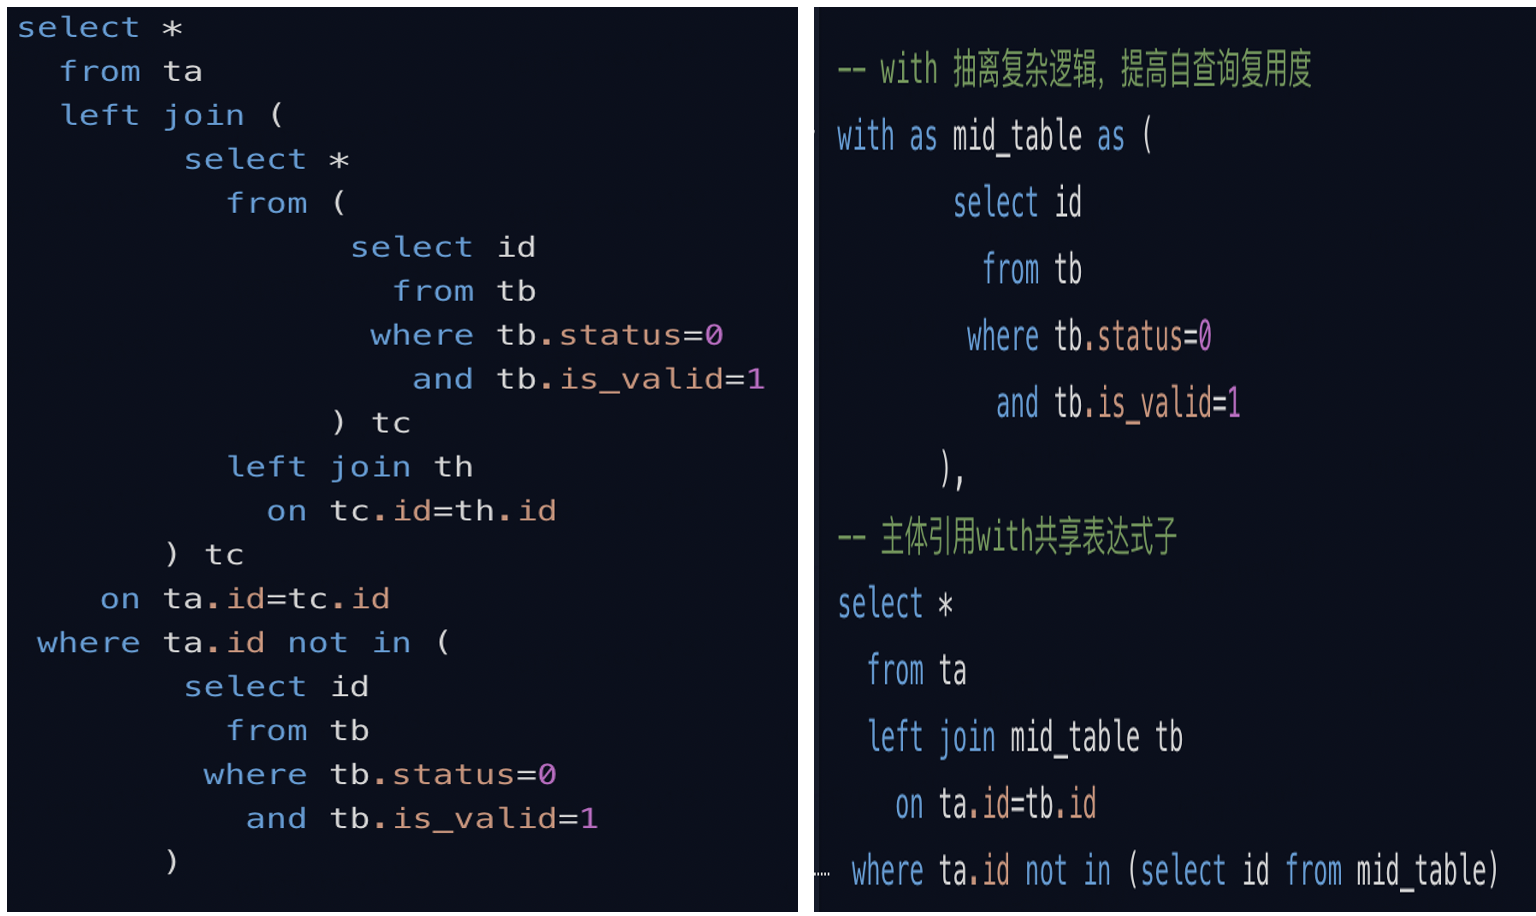 select *
from ta
left join (
select *
from (
select id
from tb
where tb.status=0
and tb.is_valid=1
) tc
left join th
on tc.id=th.id
) tc
on ta.id=tc.id
where ta.id not in (
select id
from tb
where tb.status=0
and tb.is_valid=1
)
-- with 抽离复杂逻辑，提高自查询复用度
with as mid_table as (
select id
from tb
where tb.status=0
and tb.is_valid=1
),
-- 主体引用with共享表达式子
select *
from ta
left join mid_table tb
on ta.id=tb.id
where ta.id not in (select id from mid_table)